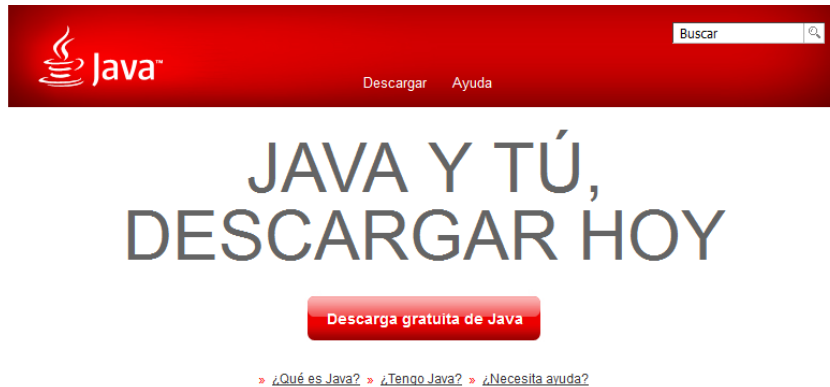 Buscar
Java™
Descargar Ayuda
JAVA Y TÚ,
DESCARGAR HOY
Descarga gratuita de Java
» ¿Qué es Java? » ¿Tengo Java? » ¿Necesita ayuda?